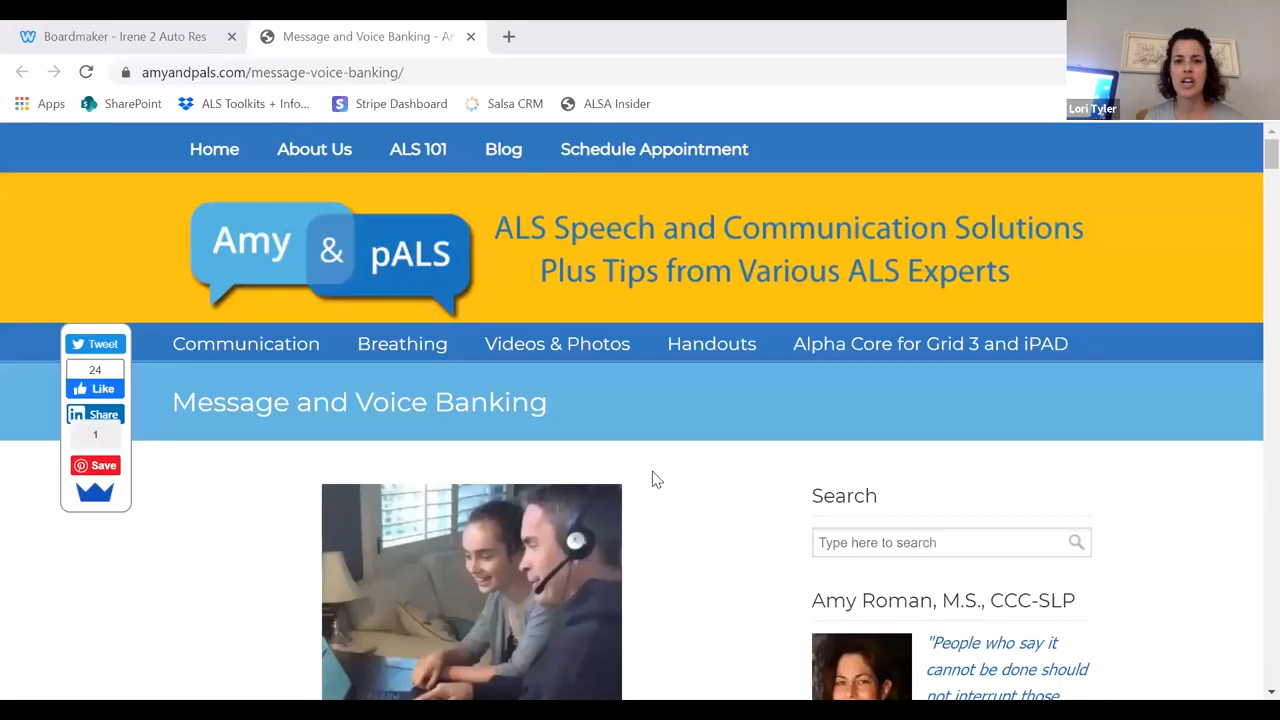 Boardmaker - Irene 2 Auto Res
Message and Voice Banking - An
amyandpals.com/message-voice-banking/
Apps SharePoint ALS Toolkits + Info... Stripe Dashboard Salsa CRM ALSA Insider
Lori Tyler
Home About Us ALS 101 Blog Schedule Appointment
Amy & pALS
ALS Speech and Communication Solutions
Plus Tips from Various ALS Experts
Communication Breathing Videos & Photos Handouts Alpha Core for Grid 3 and iPAD
Tweet
24
Like
Share
1
Save
Message and Voice Banking
Search
Type here to search
Amy Roman, M.S., CCC-SLP
"People who say it
cannot be done should
not interrupt those